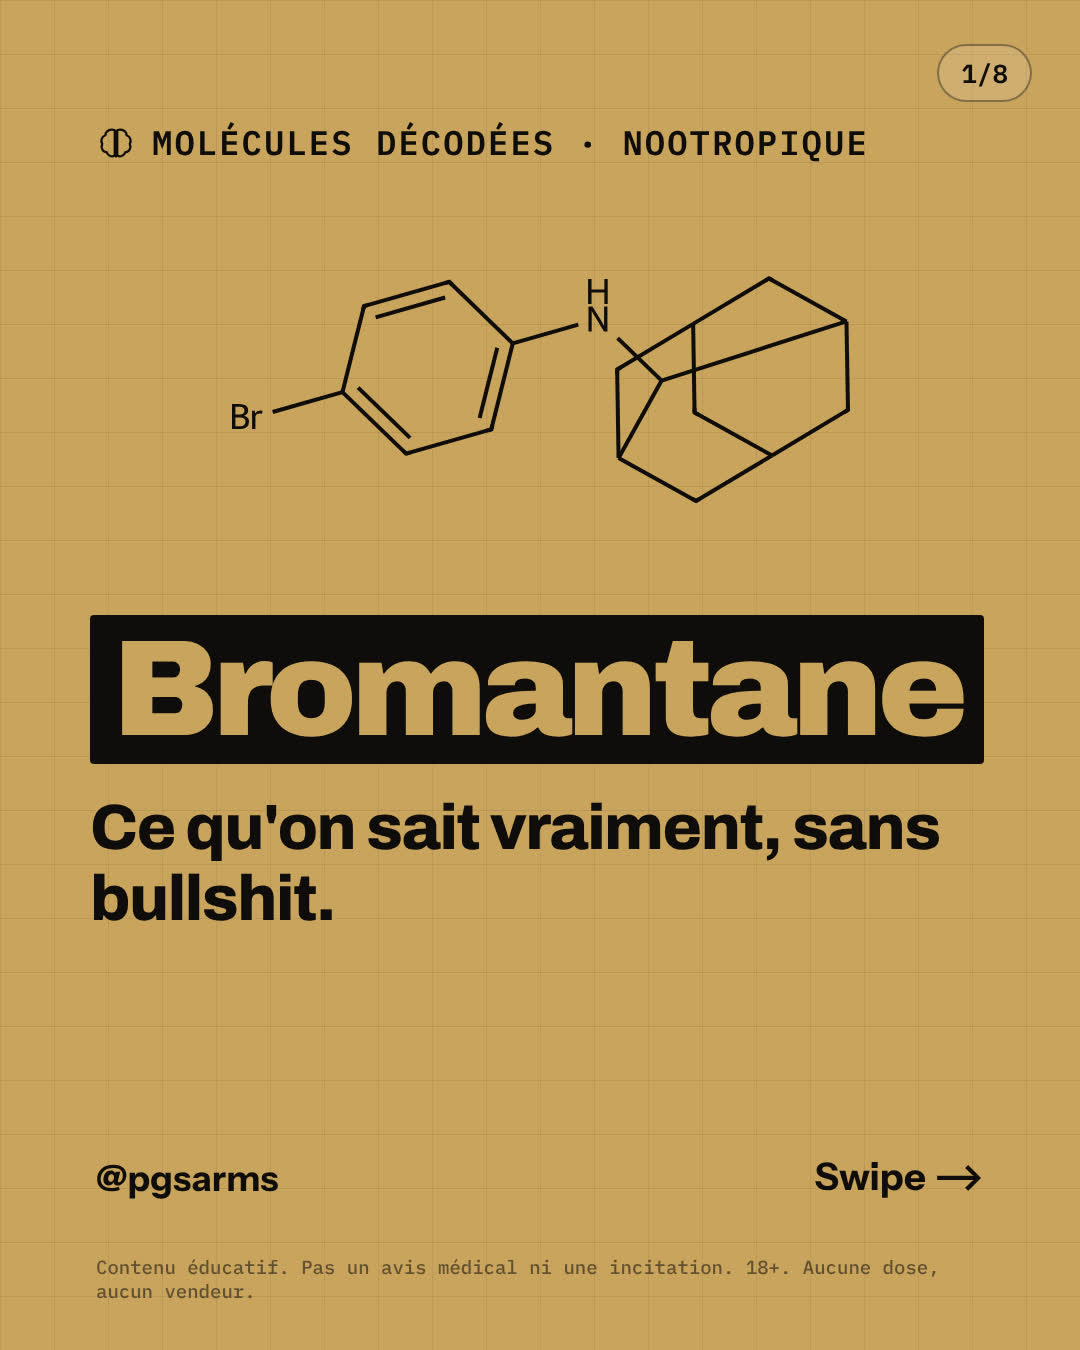 1/8
MOLÉCULES DÉCODÉES · NOOTROPIQUE
H
N
Br
Bromantane
Ce qu'on sait vraiment, sans
bullshit.
@pgsarms
Swipe →
Contenu éducatif. Pas un avis médical ni une incitation. 18+. Aucune dose,
aucun vendeur.